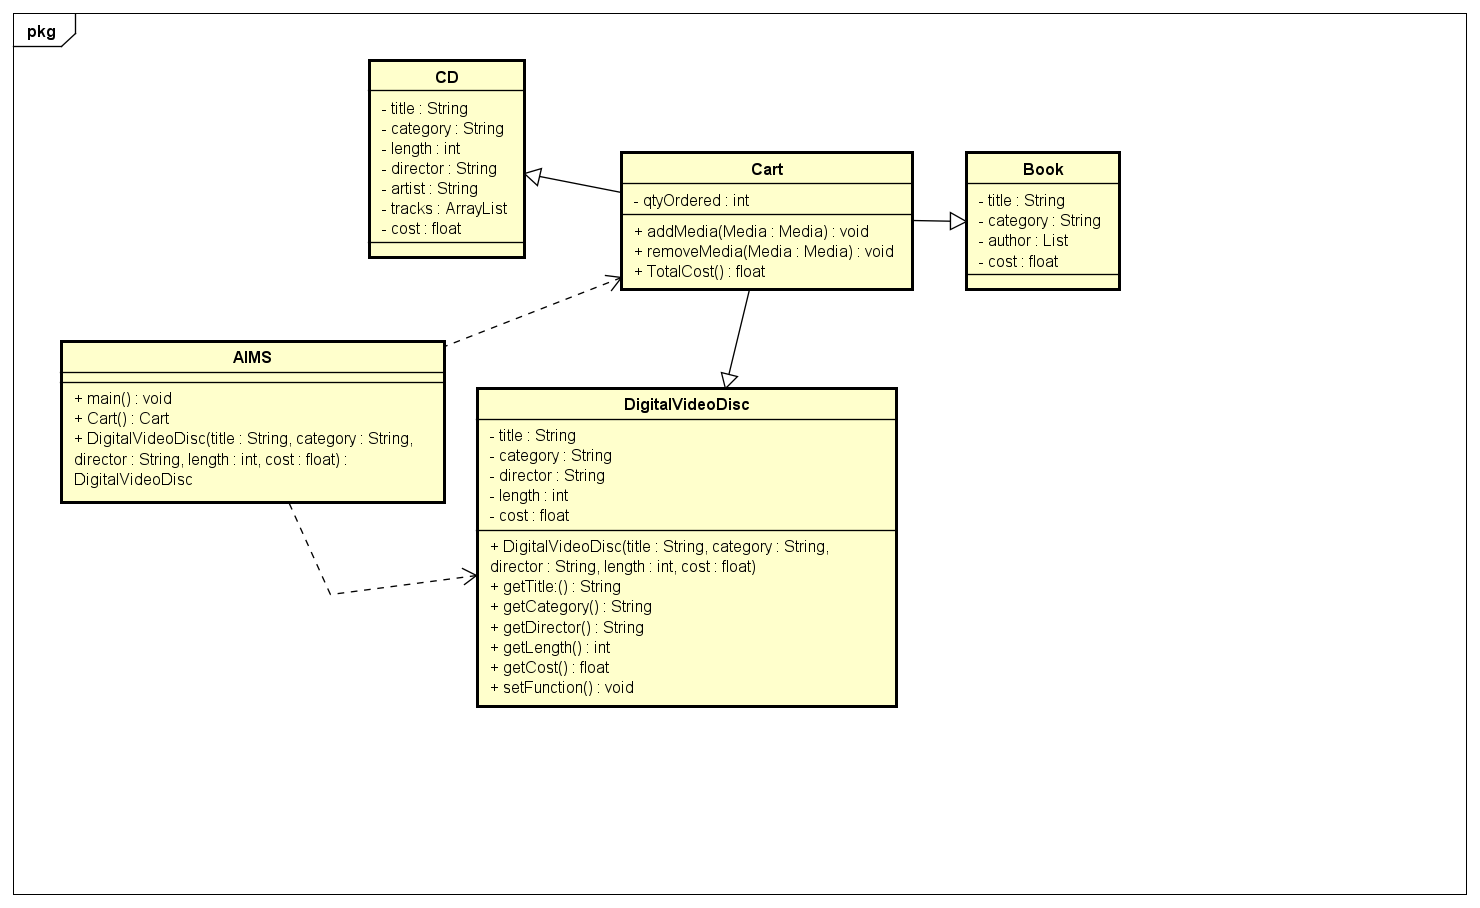 pkg
CD
- title : String
- category : String
- length : int
- director : String
- artist : String
- tracks : ArrayList
- cost : float
Cart
- qtyOrdered : int
+ addMedia(Media : Media) : void
+ removeMedia(Media : Media) : void
+ TotalCost() : float
Book
- title : String
- category : String
- author : List
- cost : float
AIMS
+ main() : void
+ Cart() : Cart
+ DigitalVideoDisc(title : String, category : String,
director : String, length : int, cost : float) :
DigitalVideoDisc
DigitalVideoDisc
- title : String
- category : String
- director : String
- length : int
- cost : float
+ DigitalVideoDisc(title : String, category : String,
director : String, length : int, cost : float)
+ getTitle:() : String
+ getCategory() : String
+ getDirector() : String
+ getLength() : int
+ getCost() : float
+ setFunction() : void